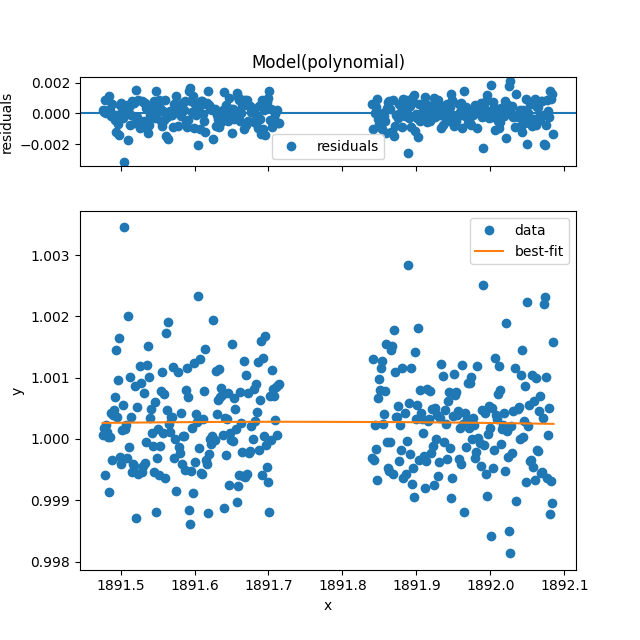 Model(polynomial)
0.002
0.000
−0.002
residuals
residuals
data
best-fit
1.003
1.002
1.001
1.000
0.999
0.998
y
1891.5 1891.6 1891.7 1891.8 1891.9 1892.0 1892.1
x